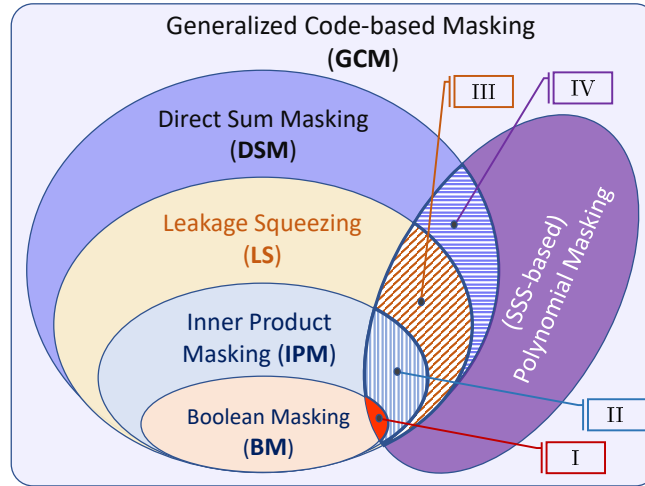 Generalized Code-based Masking
(GCM)
III
IV
Direct Sum Masking
(DSM)
Leakage Squeezing
(LS)
(SSS-based)
Polynomial Masking
Inner Product
Masking (IPM)
Boolean Masking
(BM)
II
I